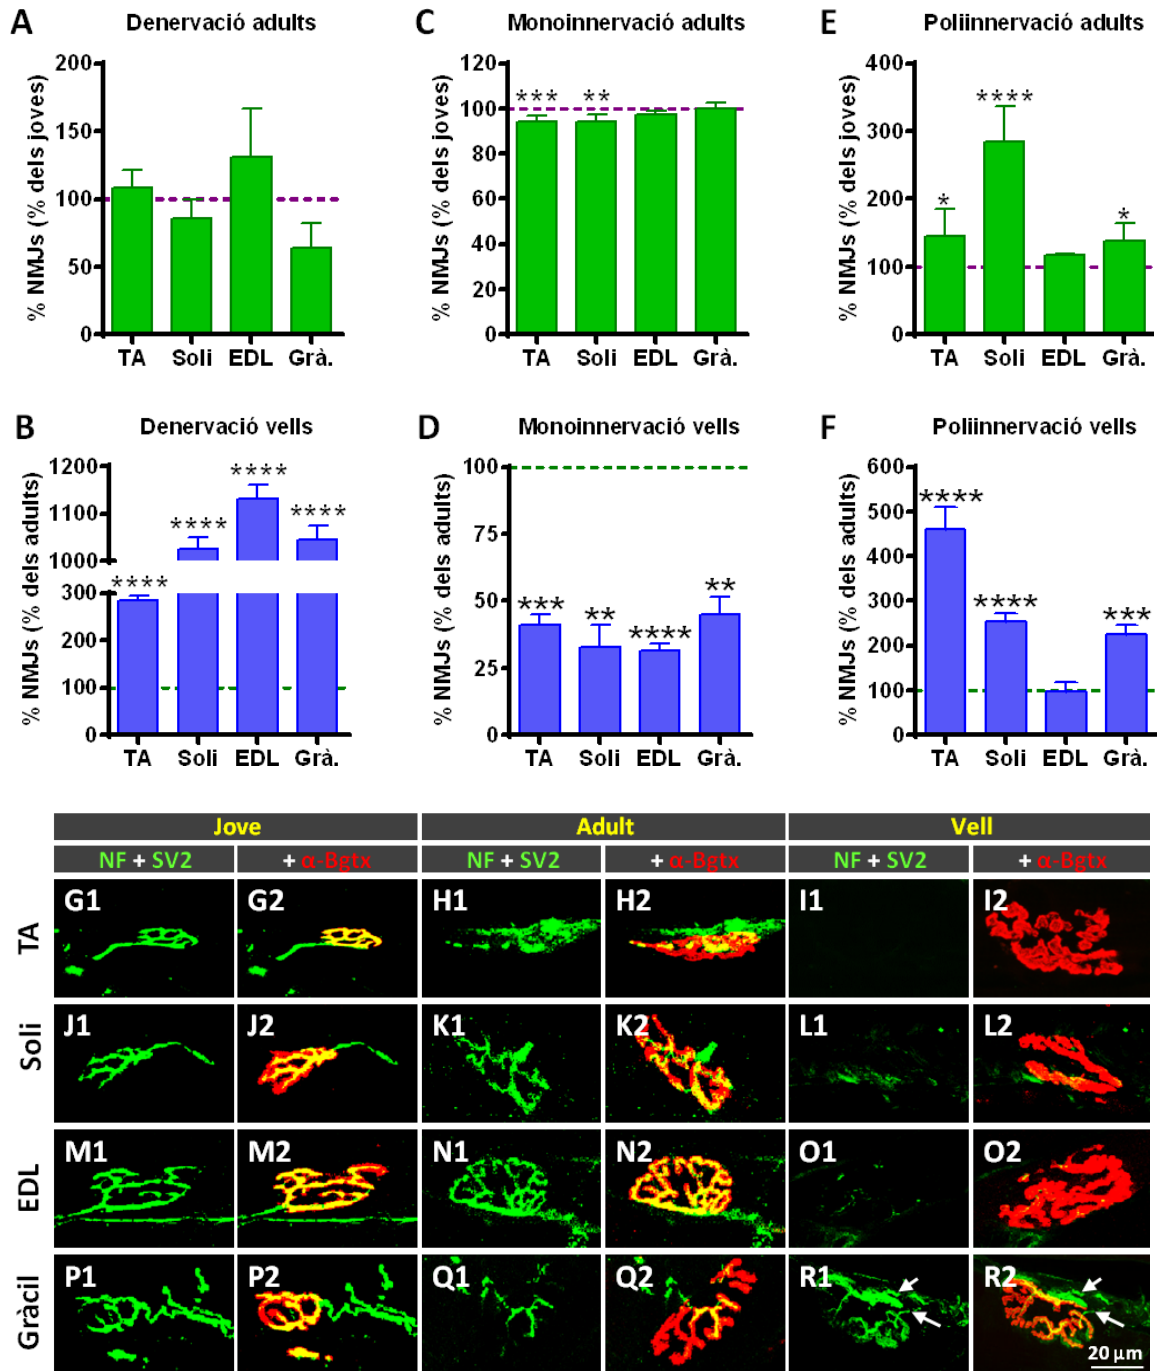 A Denervació adults
% NMJs (% dels joves)
200
150
100
50
0
TA Soli EDL Grà.
C Monoinnervació adults
% NMJs (% dels joves)
120
100
80
60
40
20
0
*** **
TA Soli EDL Grà.
E Poliinnervació adults
% NMJs (% dels joves)
400
300
200
100
0
* **** *
TA Soli EDL Grà.
B Denervació vells
% NMJs (% dels adults)
1200
1100
1000
300
200
100
0
**** **** **** ****
TA Soli EDL Grà.
D Monoinnervació vells
% NMJs (% dels adults)
100
75
50
25
0
*** ** **** **
TA Soli EDL Grà.
F Poliinnervació vells
% NMJs (% dels adults)
600
500
400
300
200
100
0
**** **** ***
TA Soli EDL Grà.
Jove Adult Vell
NF + SV2 + α-Bgtx NF + SV2 + α-Bgtx NF + SV2 + α-Bgtx
TA G1 G2 H1 H2 I1 I2
Soli J1 J2 K1 K2 L1 L2
EDL M1 M2 N1 N2 O1 O2
Gràcil P1 P2 Q1 Q2 R1 R2
20 µm